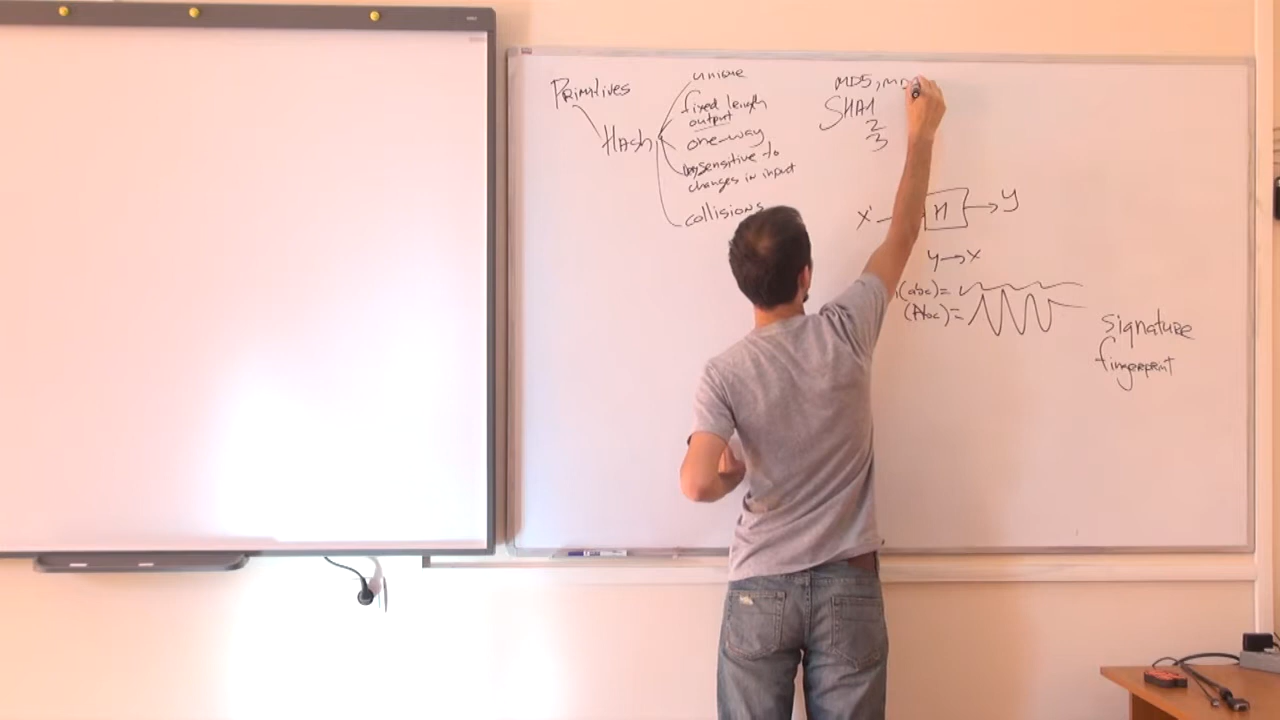 Primitives
Hash
unique
fixed length
output
one-way
sensitive to
changes in input
collisions
MD5, MD
SHA1
2
3
X' H y
y → x
(abc) =
(Abc) =
signature
fingerprint